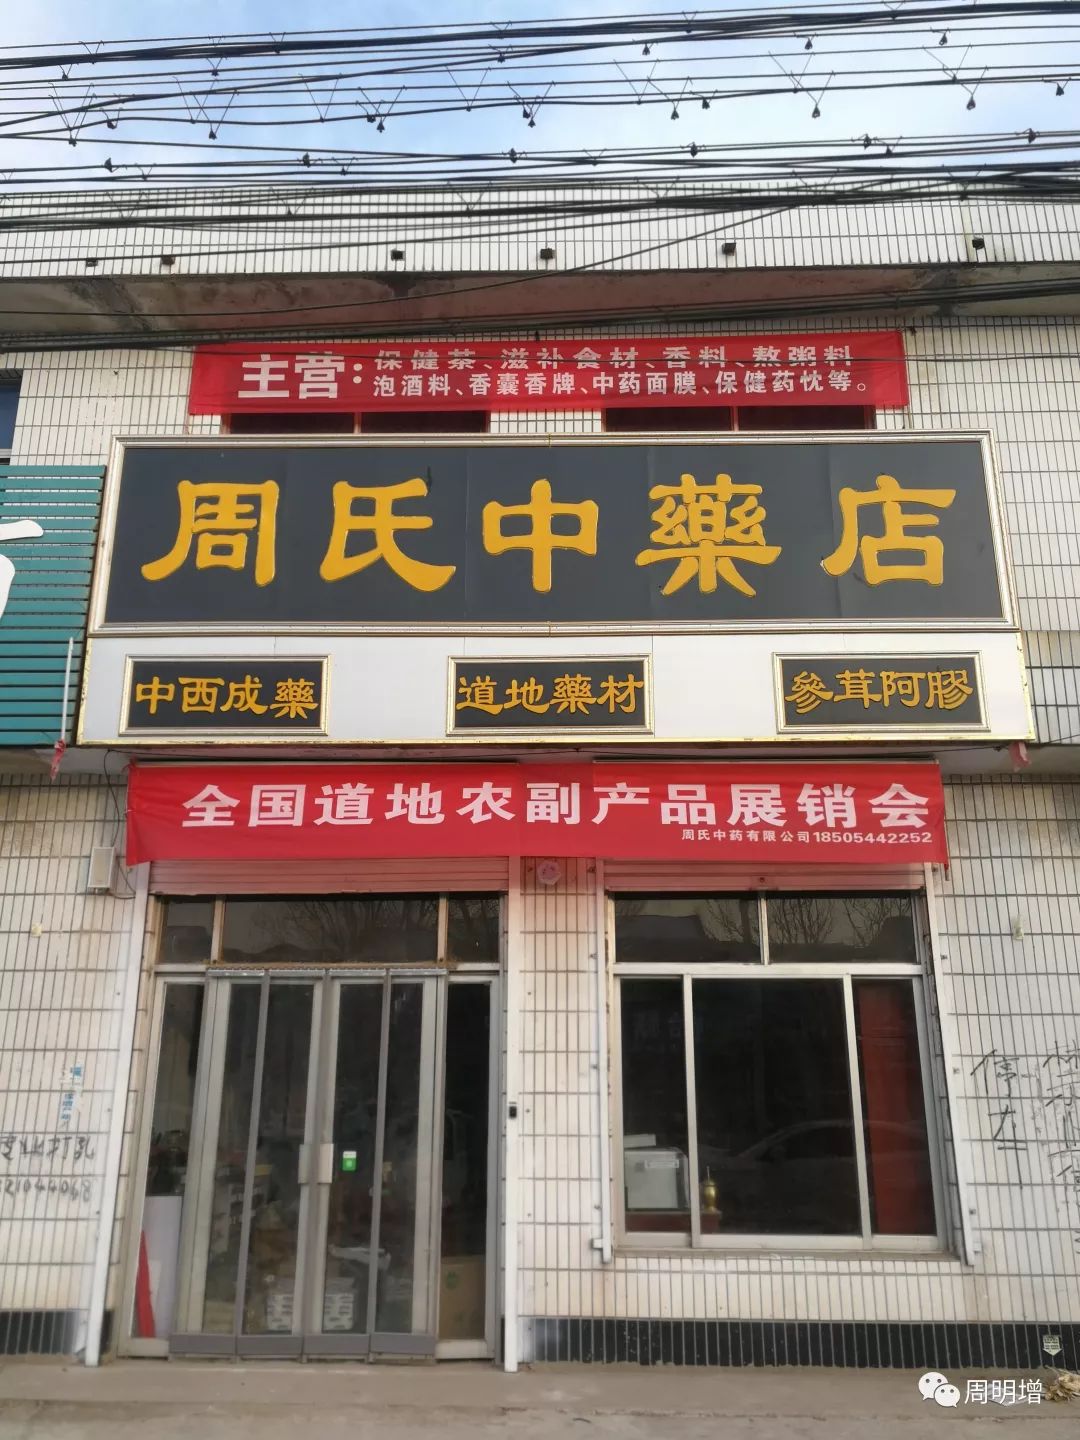 主营：
保健茶、滋补食材、香料、熬粥料
泡酒料、香囊香牌、中药面膜、保健药忱等。
周氏中藥店
中西成藥
道地藥材
參茸阿膠
全国道地农副产品展销会
周氏中药有限公司18505442252
周明增